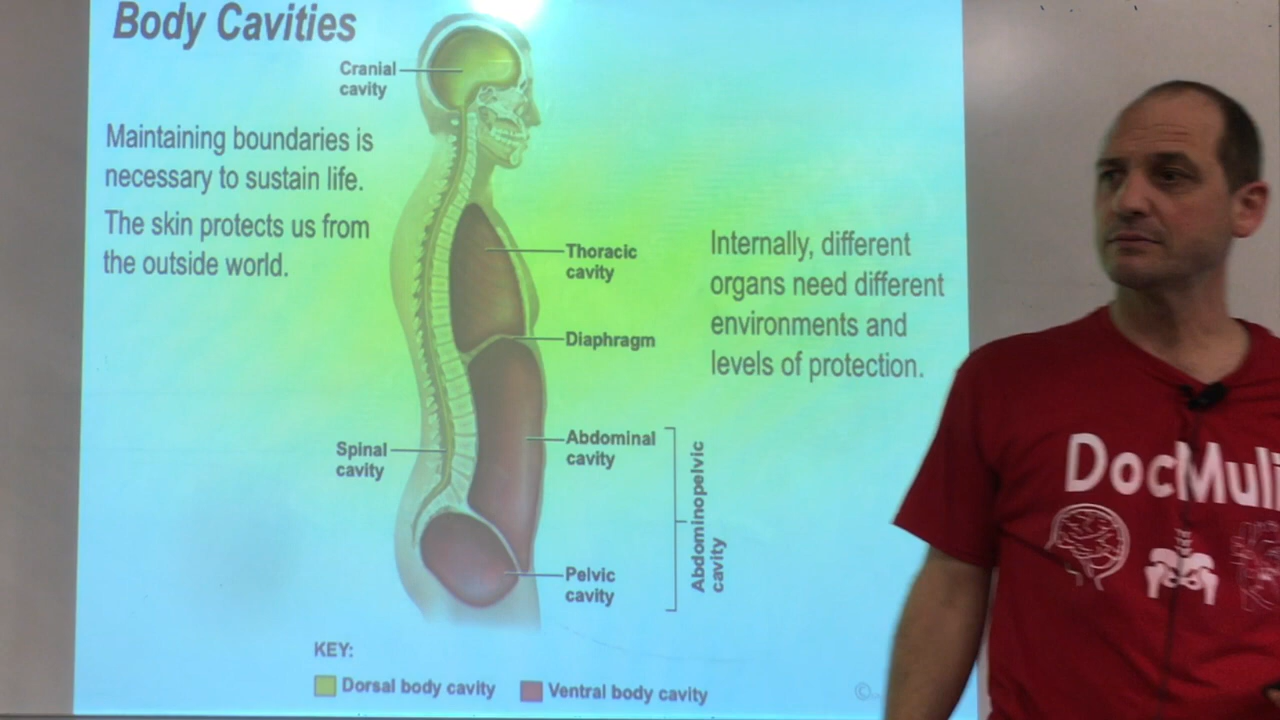 Body Cavities
Cranial
cavity
Maintaining boundaries is
necessary to sustain life.
The skin protects us from
the outside world.
Thoracic
cavity
Internally, different
organs need different
environments and
levels of protection.
Diaphragm
Spinal
cavity
Abdominal
cavity
Abdominopelvic
cavity
Pelvic
cavity
KEY:
Dorsal body cavity
Ventral body cavity
©
DocMuli